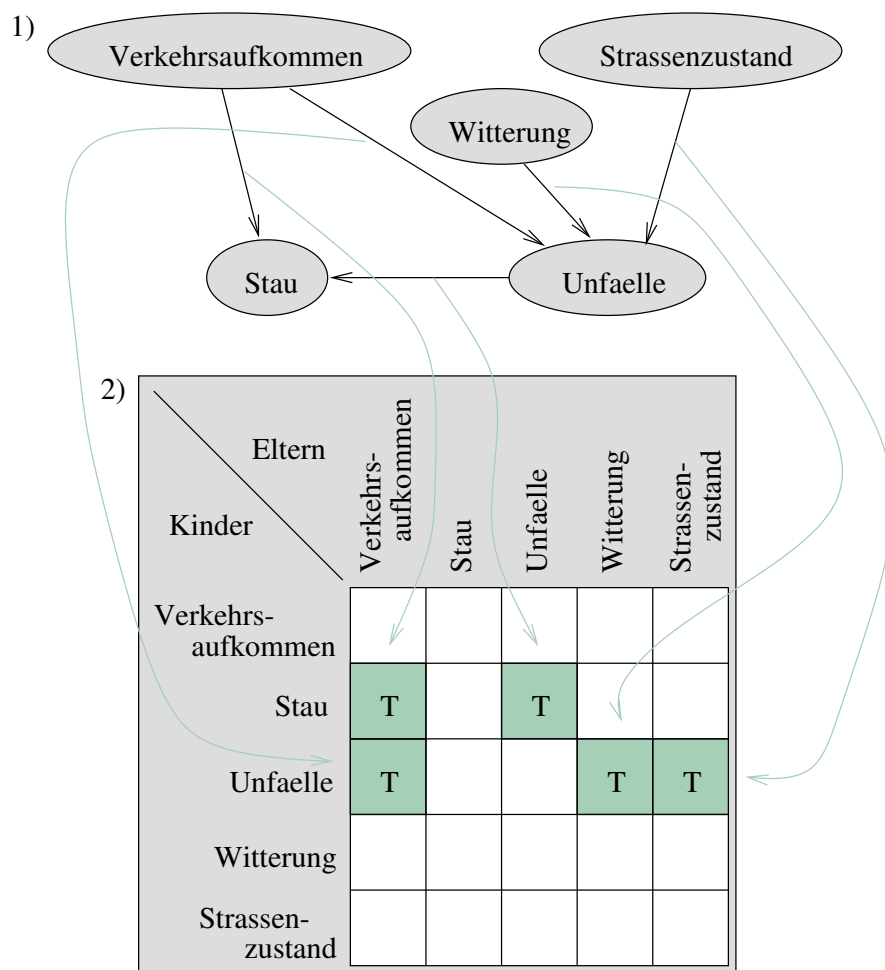 1)
Verkehrsaufkommen
Strassenzustand
Witterung
Stau
Unfaelle
2)
Eltern
Kinder
Verkehrs-
aufkommen
Stau
Unfaelle
Witterung
Strassen-
zustand
Verkehrs-
aufkommen
Stau
T
T
Unfaelle
T
T
T
Witterung
Strassen-
zustand